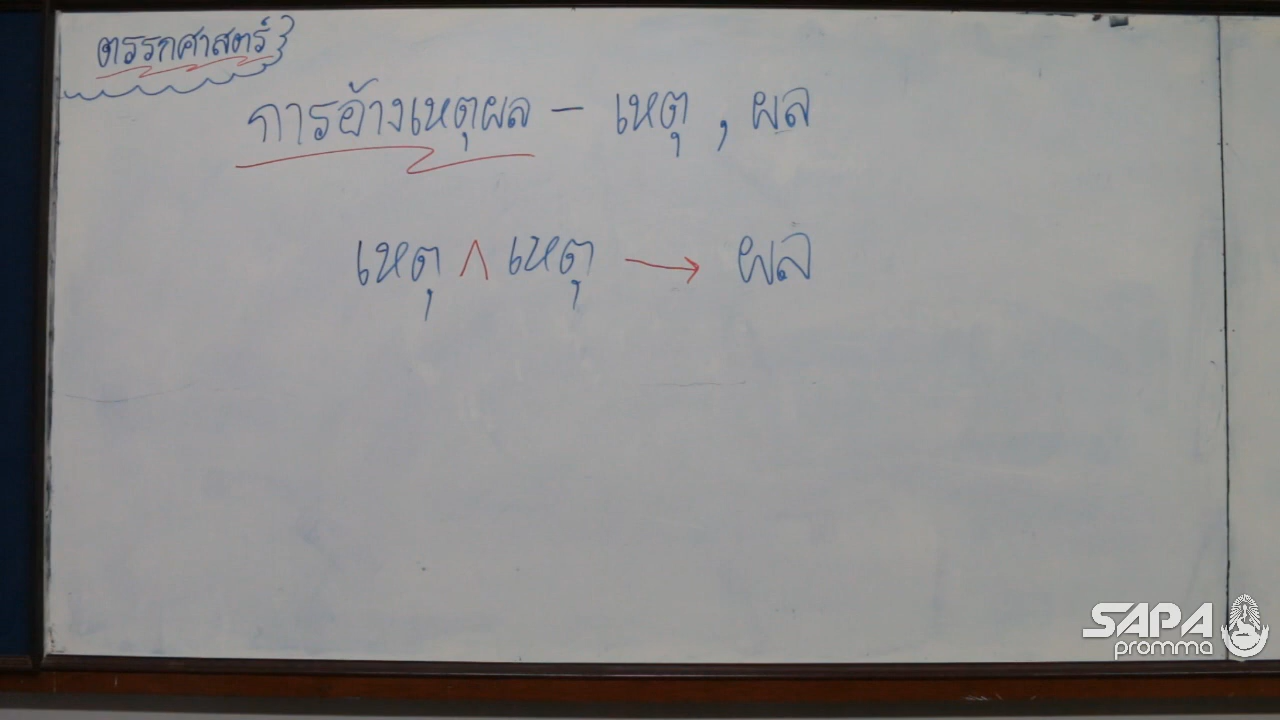 ตรรกศาสตร์
การอ้างเหตุผล - เหตุ , ผล
เหตุ ∧ เหตุ → ผล
SAPA
promma